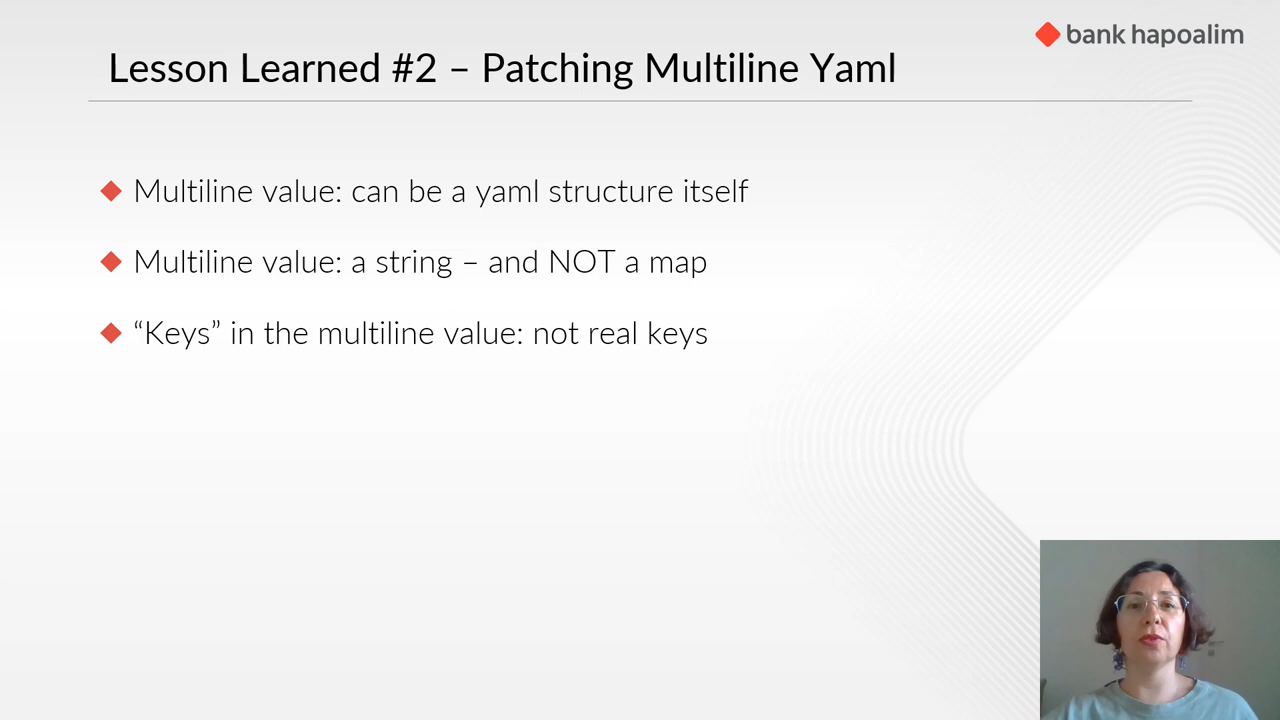 bank hapoalim
Lesson Learned #2 – Patching Multiline Yaml
Multiline value: can be a yaml structure itself
Multiline value: a string – and NOT a map
“Keys” in the multiline value: not real keys